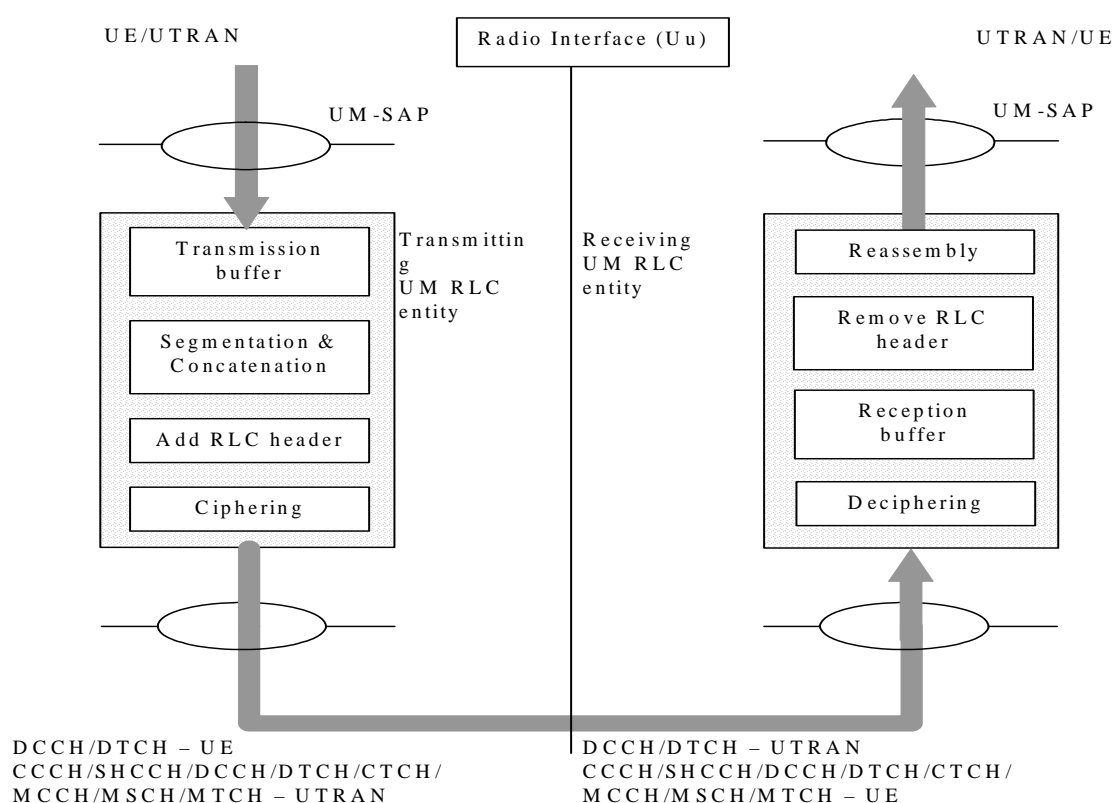 UE/UTRAN
Radio Interface (Uu)
UTRAN/UE
UM-SAP
UM-SAP
Transmission
buffer
Transmittin
g
UM RLC
entity
Receiving
UM RLC
entity
Reassembly
Segmentation &
Concatenation
Remove RLC
header
Add RLC header
Reception
buffer
Ciphering
Deciphering
DCCH/DTCH – UE
CCCH/SHCCH/DCCH/DTCH/CTCH/
MCCH/MSCH/MTCH – UTRAN
DCCH/DTCH – UTRAN
CCCH/SHCCH/DCCH/DTCH/CTCH/
MCCH/MSCH/MTCH – UE